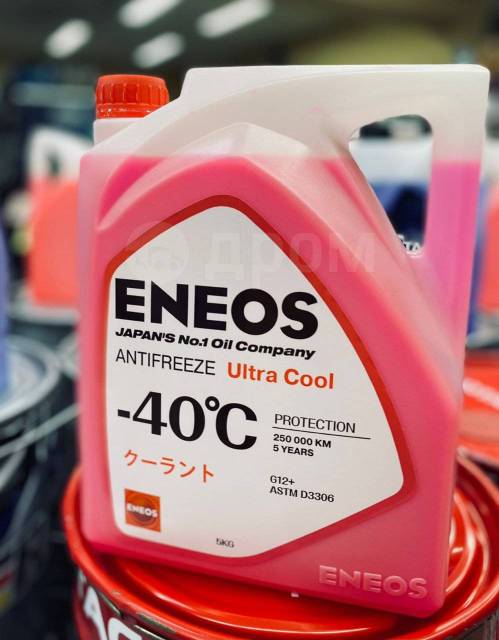 дром
ENEOS
JAPAN'S No.1 Oil Company
ANTIFREEZE Ultra Cool
-40°C
PROTECTION
250 000 KM
5 YEARS
クーラント
G12+
ASTM D3306
ENEOS
5KG
ENEOS